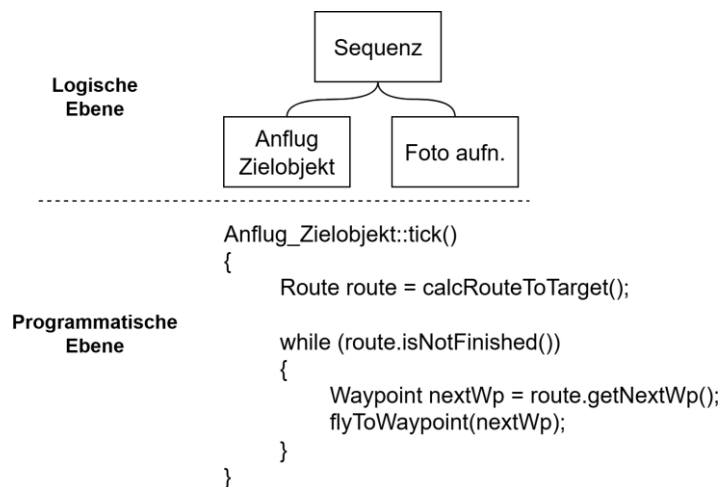 Sequenz
Logische
Ebene
Anflug
Zielobjekt
Foto aufn.
Anflug_Zielobjekt::tick()
{
Route route = calcRouteToTarget();
Programmatische
Ebene
while (route.isNotFinished())
{
Waypoint nextWp = route.getNextWp();
flyToWaypoint(nextWp);
}
}